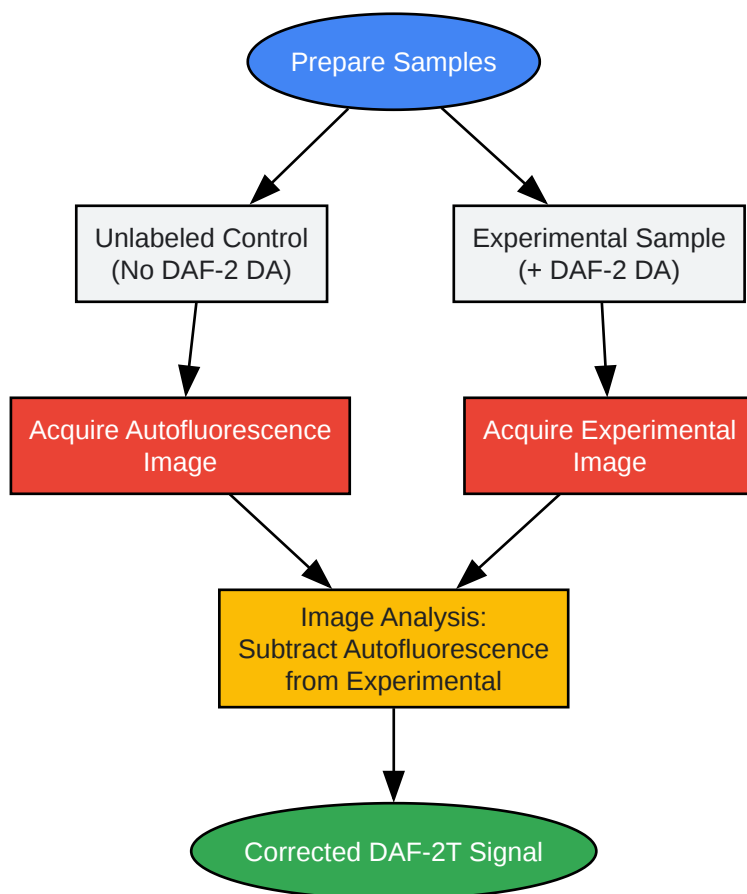 Prepare Samples
Unlabeled Control
(No DAF-2 DA)
Experimental Sample
(+ DAF-2 DA)
Acquire Autofluorescence
Image
Acquire Experimental
Image
Image Analysis:
Subtract Autofluorescence
from Experimental
Corrected DAF-2T Signal